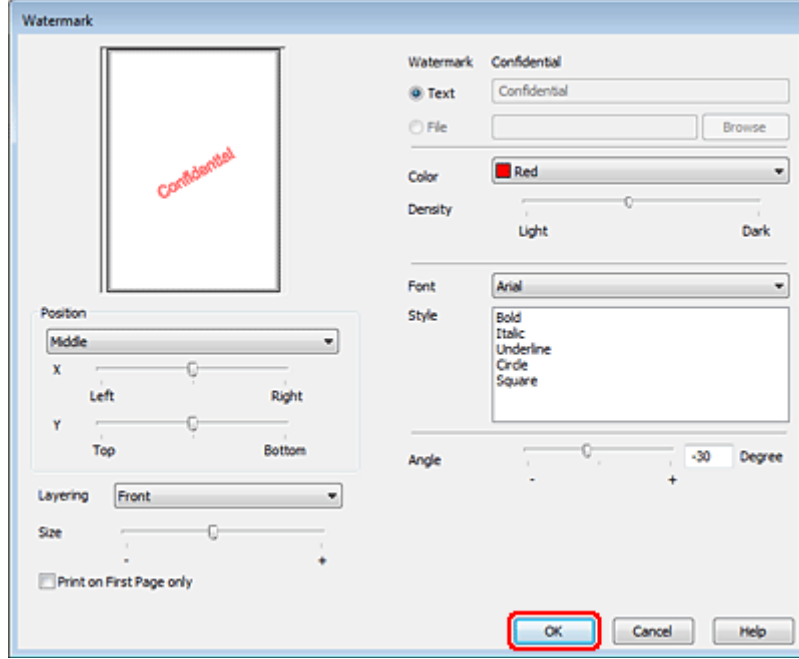 Watermark
Confidential
Watermark Confidential
Text Confidential
File Browse
Color Red
Density
Light Dark
Font Arial
Style Bold
Italic
Underline
Circle
Square
Angle -30 Degree
- +
Position
Middle
X
Left Right
Y
Top Bottom
Layering Front
Size
- +
Print on First Page only
OK Cancel Help